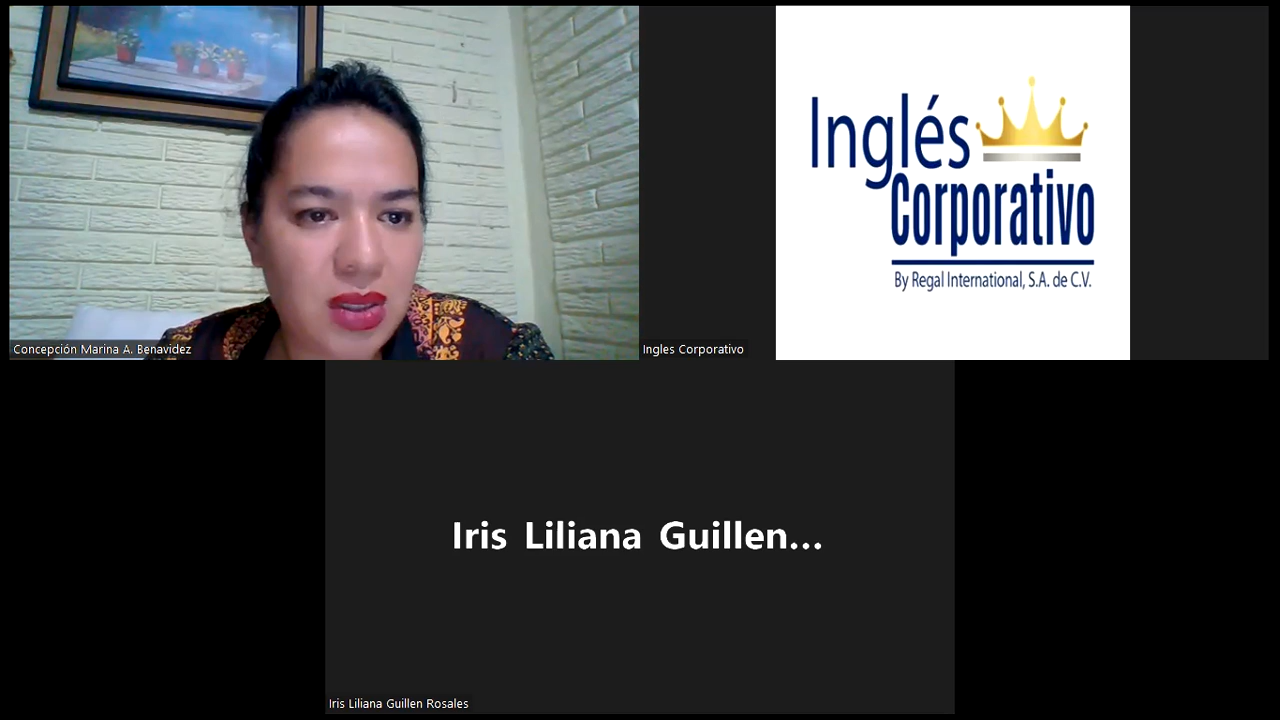 Inglés
Corporativo
By Regal International, S.A. de C.V.
Concepción Marina A. Benavidez
Ingles Corporativo
Iris Liliana Guillen...
Iris Liliana Guillen Rosales